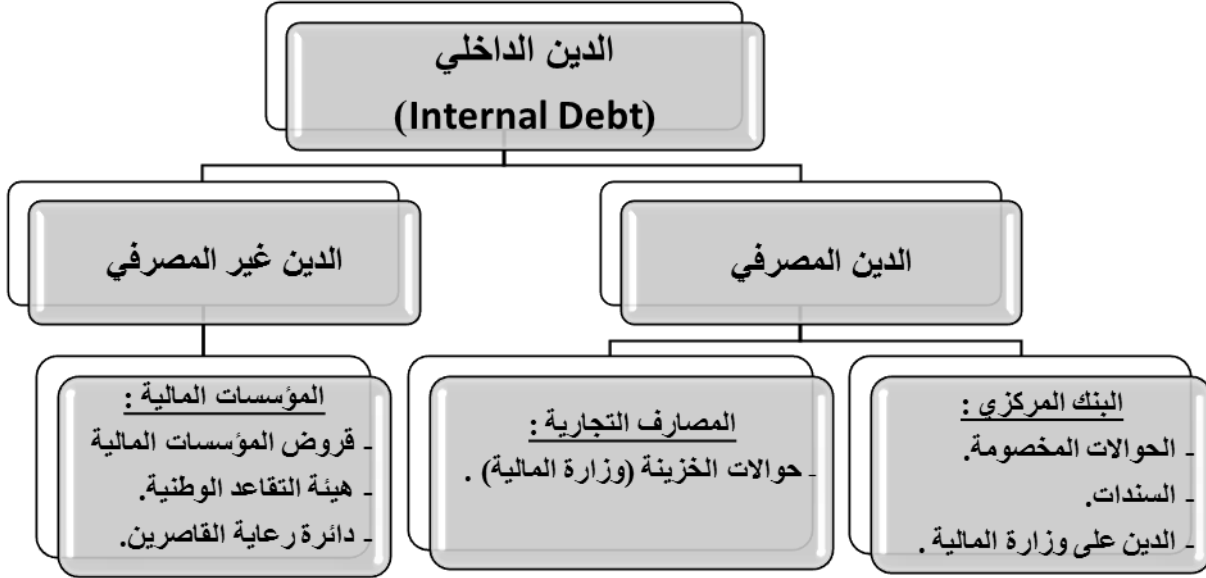 الدين الداخلي
(Internal Debt)
الدين المصرفي
الدين غير المصرفي
البنك المركزي :
- الحوالات المخصومة.
- السندات.
- الدين على وزارة المالية .
المصارف التجارية :
- حوالات الخزينة (وزارة المالية) .
المؤسسات المالية :
- قروض المؤسسات المالية
- هيئة التقاعد الوطنية.
- دائرة رعاية القاصرين.